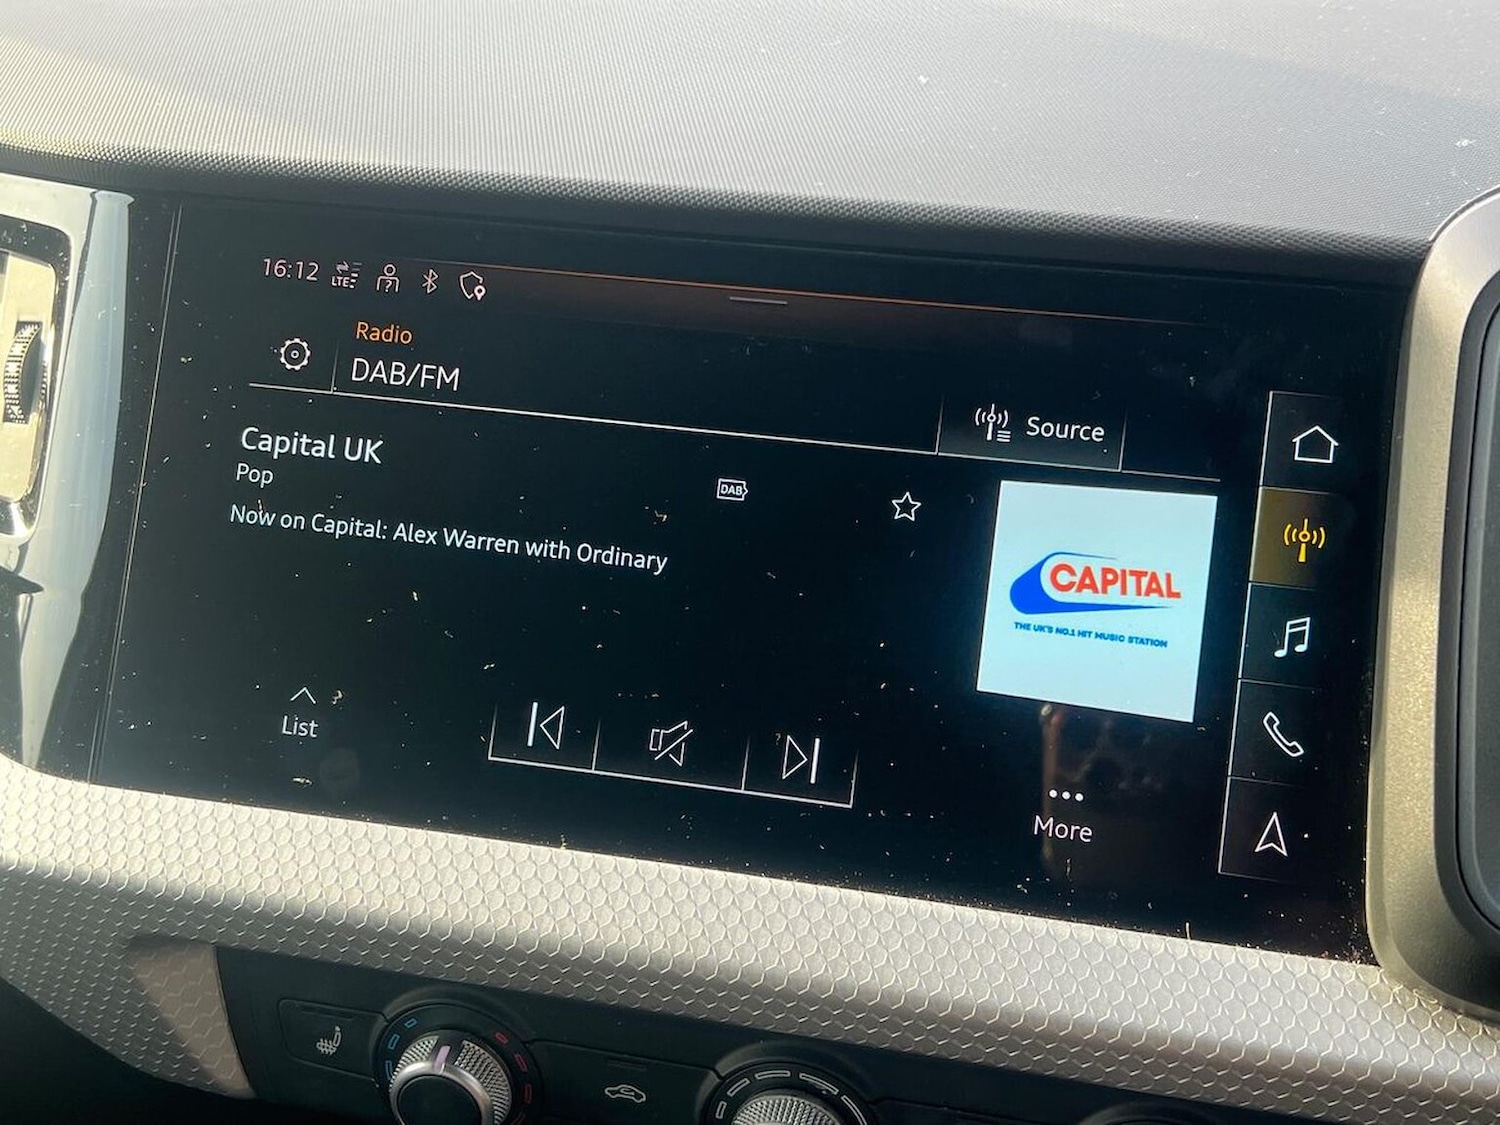 16:12 LTE
Radio
DAB/FM
Source
Capital UK
Pop
DAB
Now on Capital: Alex Warren with Ordinary
CAPITAL
THE UK'S NO.1 HIT MUSIC STATION
List
More